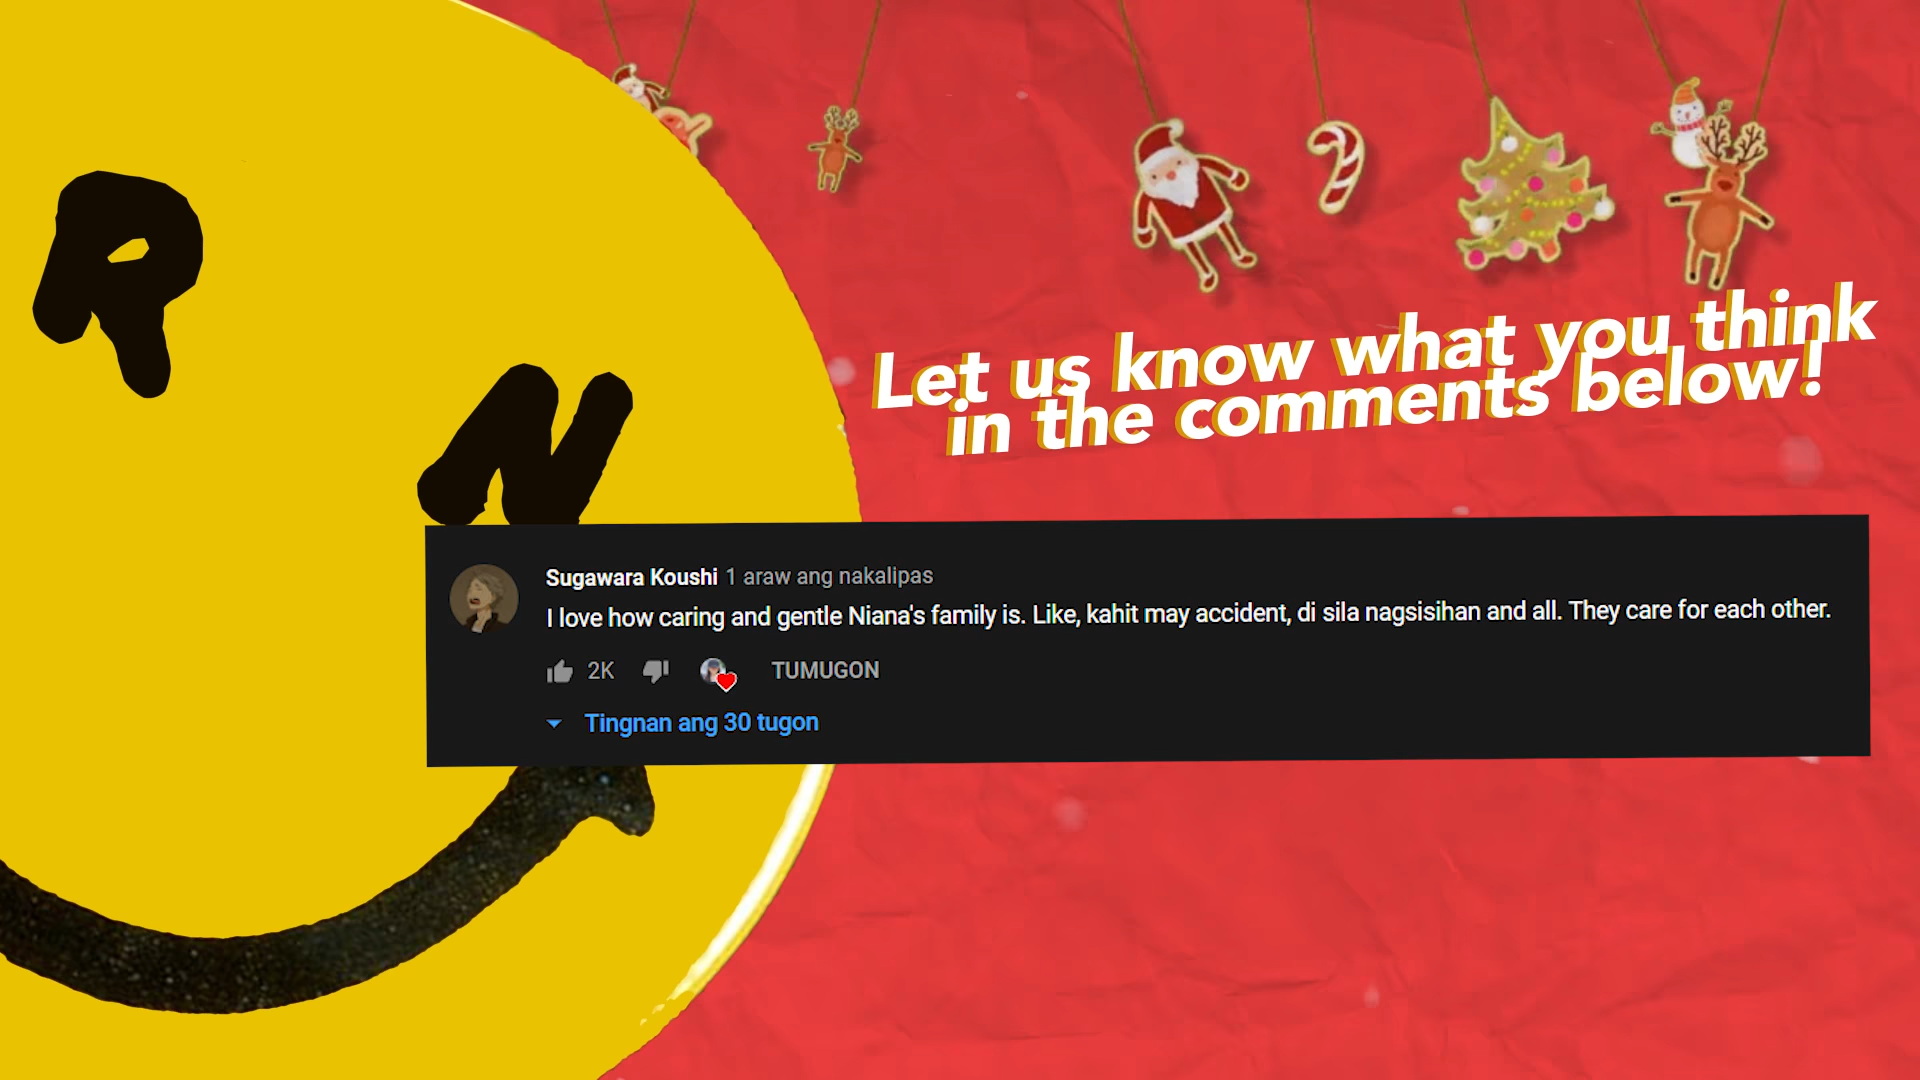 R
N
Let us know what you think
in the comments below!
Sugawara Koushi 1 araw ang nakalipas
I love how caring and gentle Niana's family is. Like, kahit may accident, di sila nagsisihan and all. They care for each other.
2K TUMUGON
Tingnan ang 30 tugon